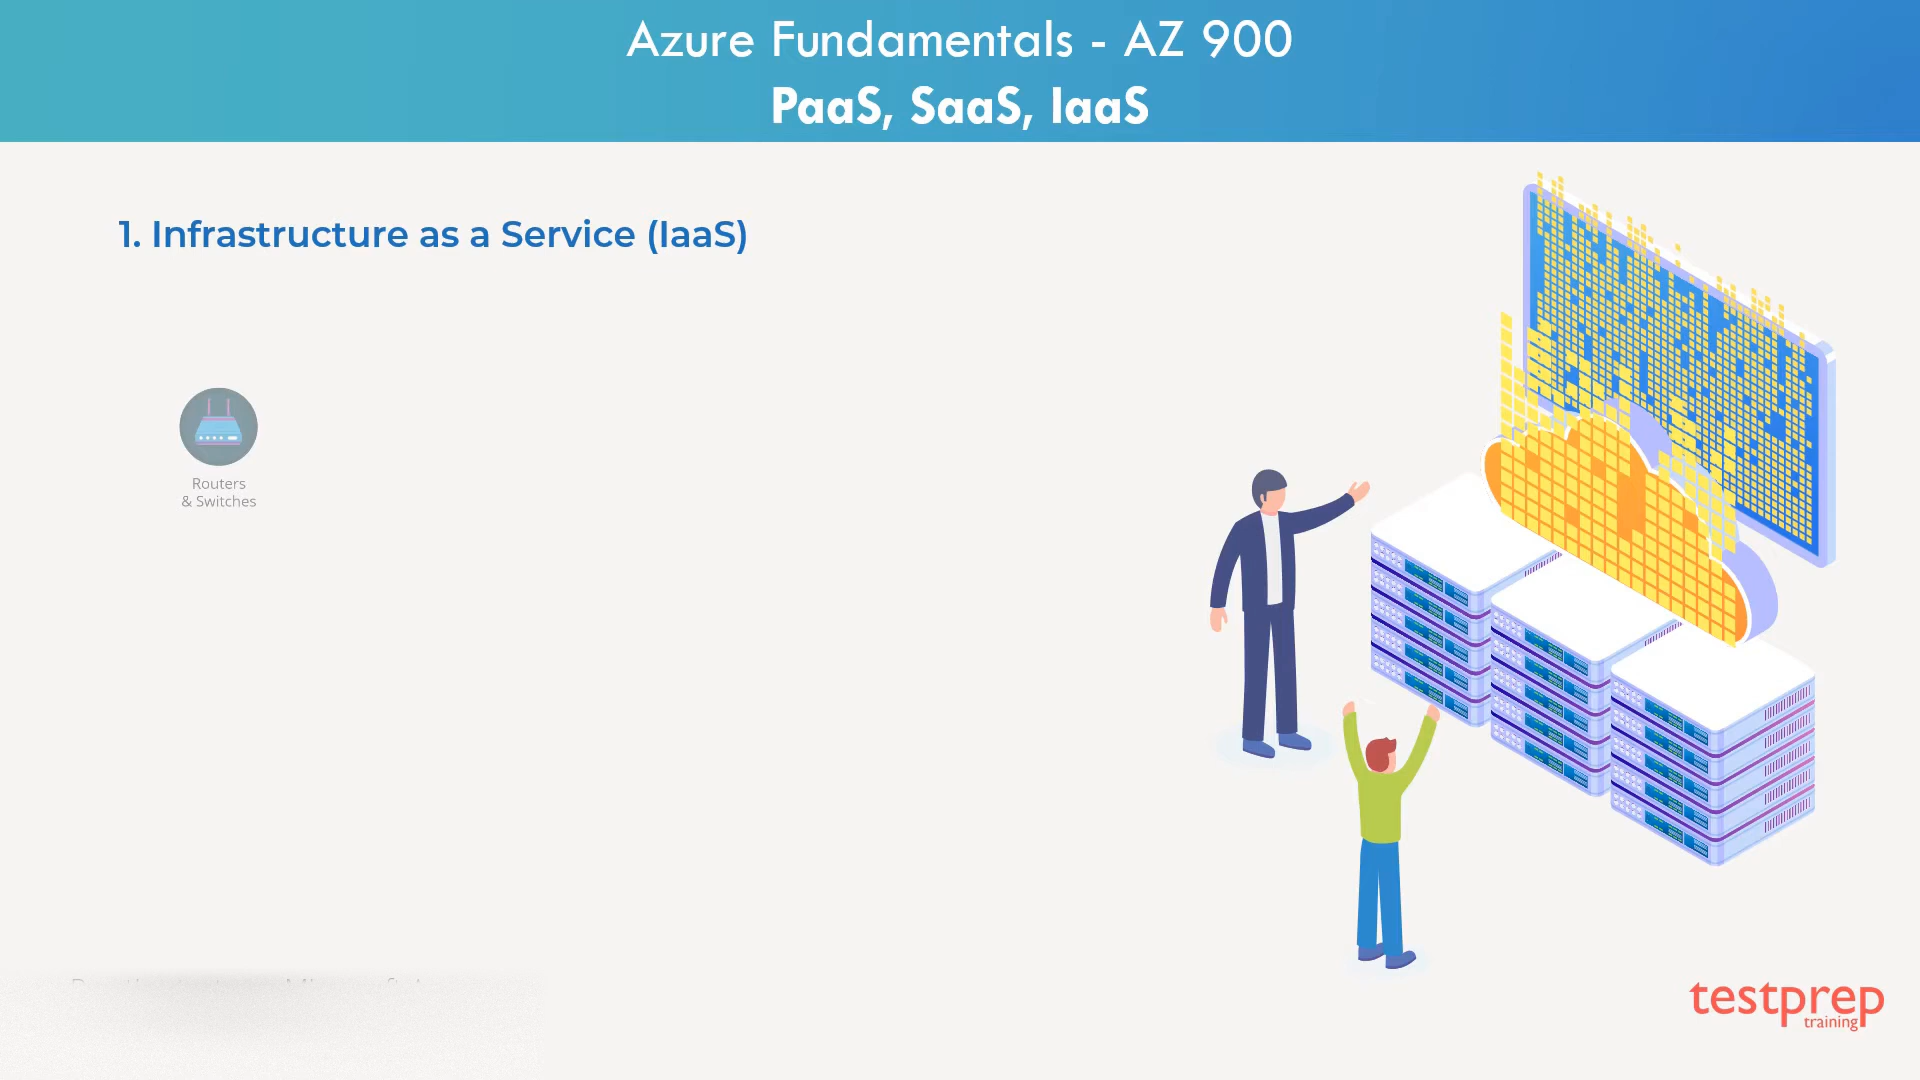 Azure Fundamentals - AZ 900
PaaS, SaaS, IaaS
1. Infrastructure as a Service (IaaS)
Routers
& Switches
testprep
training